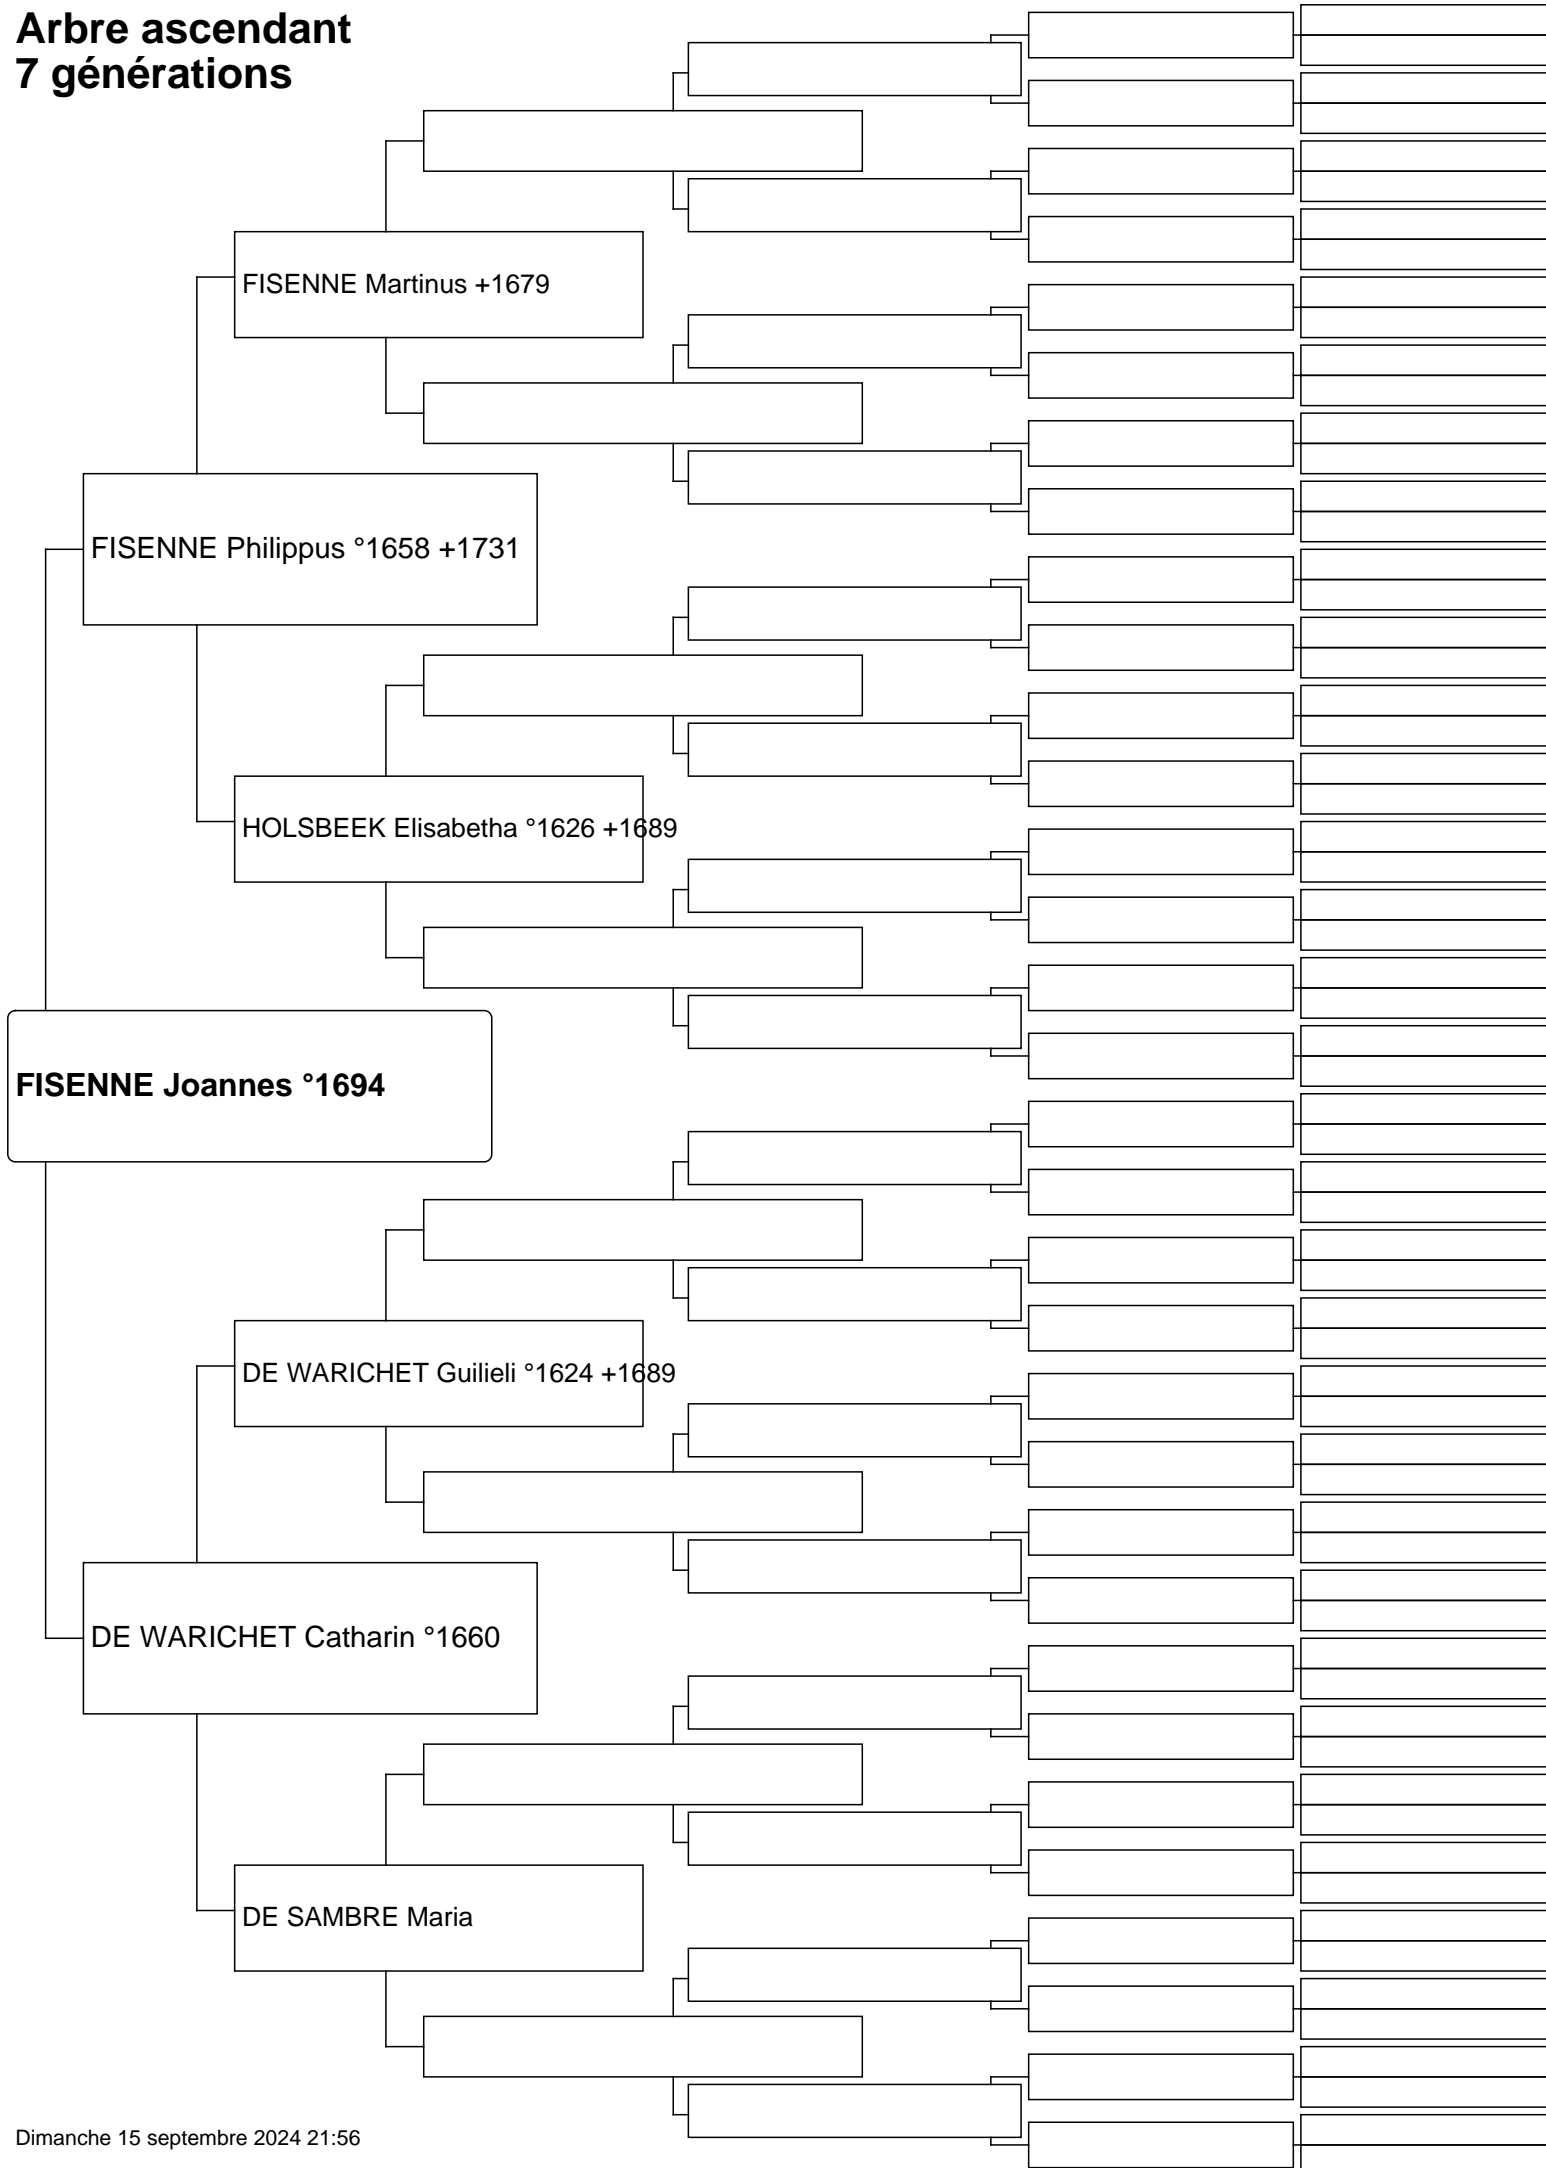 Arbre ascendant
7 générations
FISENNE Martinus +1679
FISENNE Philippus °1658 +1731
HOLSBEEK Elisabetha °1626 +1689
FISENNE Joannes °1694
DE WARICHET Guilieli °1624 +1689
DE WARICHET Catharin °1660
DE SAMBRE Maria
Dimanche 15 septembre 2024 21:56